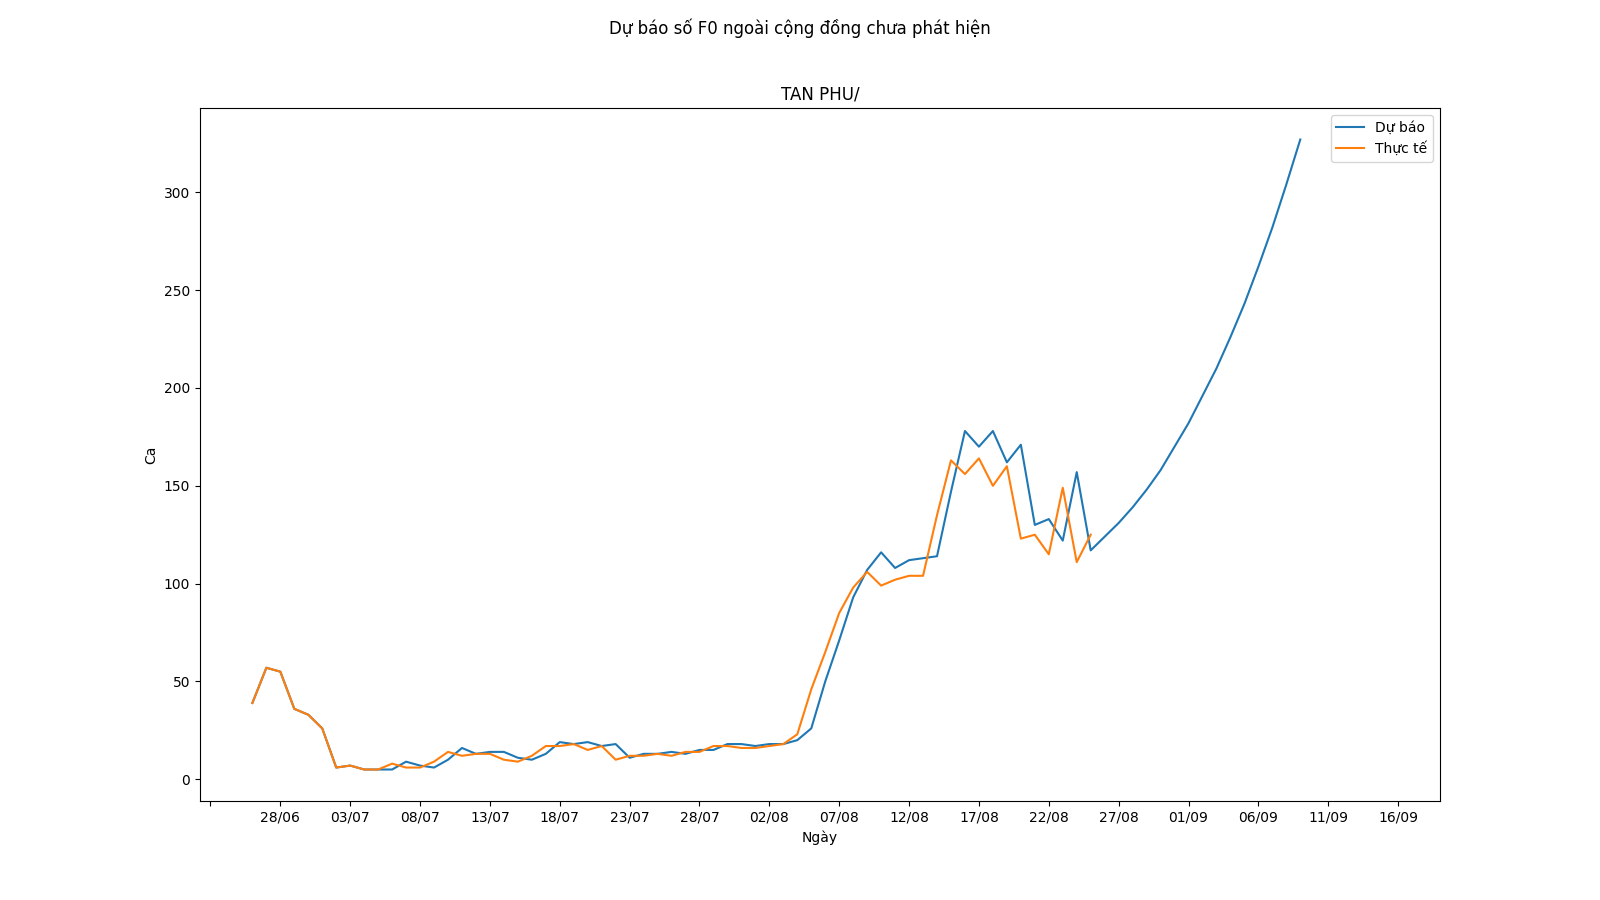 Dự báo số F0 ngoài cộng đồng chưa phát hiện
TAN PHU/
Dự báo
Thực tế
300
250
200
150
100
50
0
Ca
28/06 03/07 08/07 13/07 18/07 23/07 28/07 02/08 07/08 12/08 17/08 22/08 27/08 01/09 06/09 11/09 16/09
Ngày